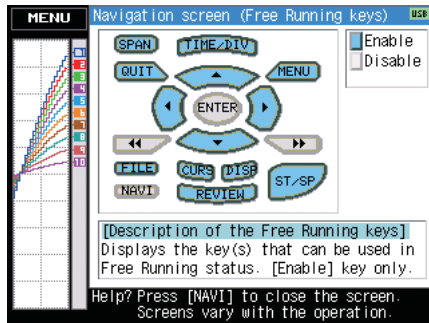 MENU
Navigation screen (Free Running keys) USB
SPAN TIME/DIV
Enable
Disable
QUIT MENU
ENTER
FILE CURS DISP
ST/SP
NAVI REVIEW
1
2
3
4
5
6
7
8
9
10
[Description of the Free Running keys]
Displays the key(s) that can be used in
Free Running status. [Enable] key only.
Help? Press [NAVI] to close the screen.
Screens vary with the operation.